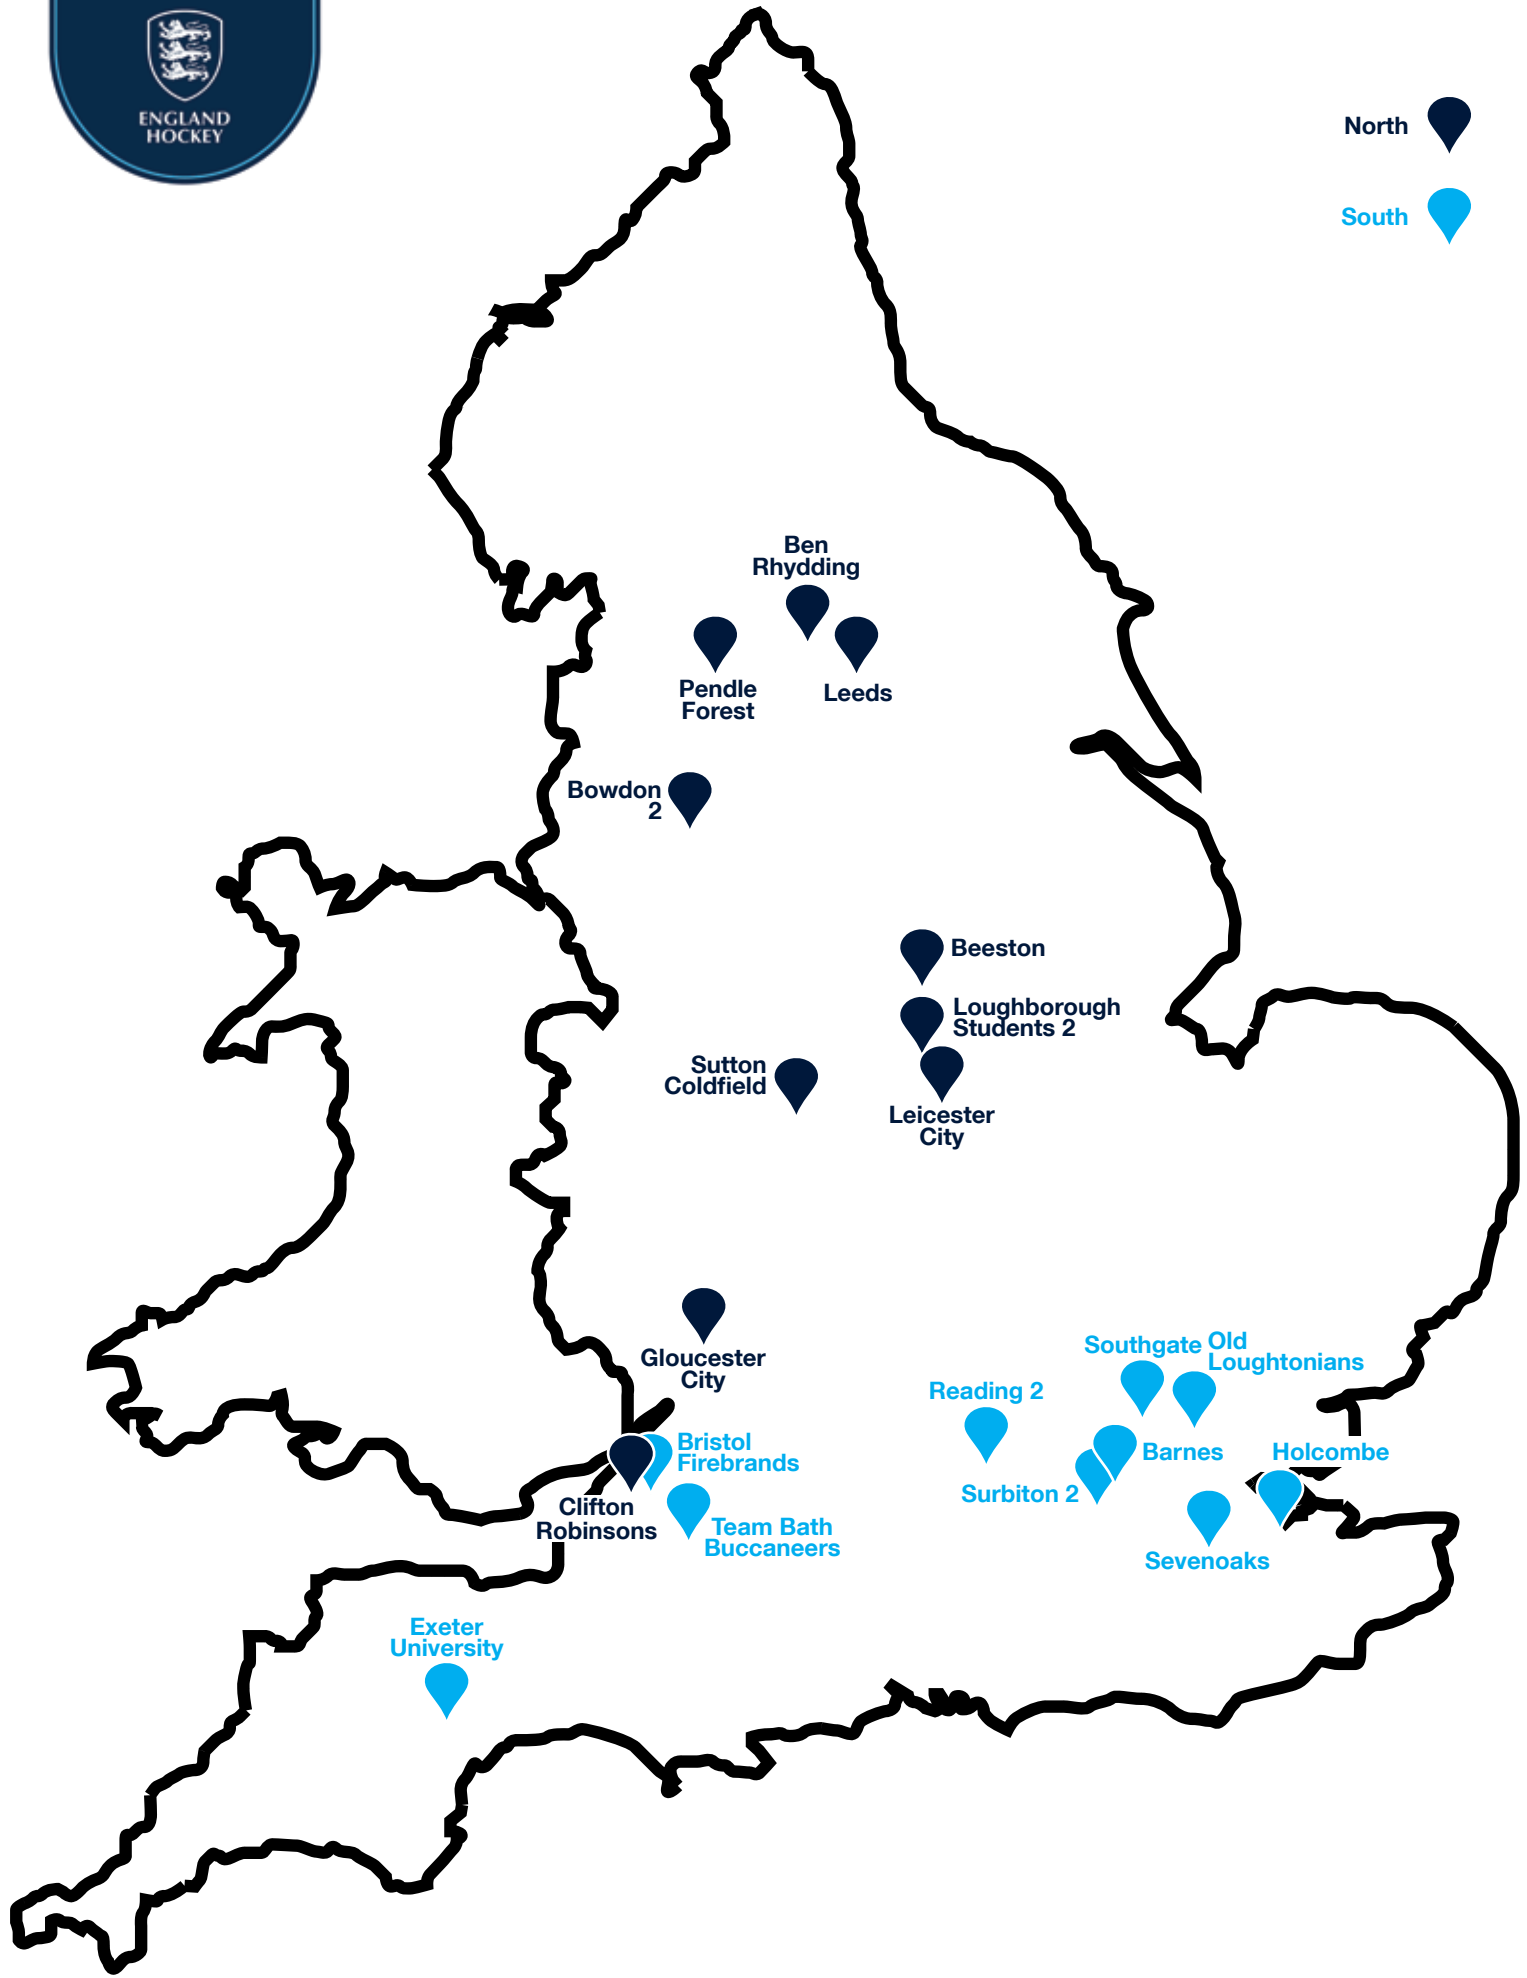 ENGLAND
HOCKEY
North
South
Ben
Rhydding
Pendle
Forest
Leeds
Bowdon
2
Beeston
Loughborough
Students 2
Sutton
Coldfield
Leicester
City
Gloucester
City
Southgate
Old
Loughtonians
Reading 2
Bristol
Firebrands
Barnes
Holcombe
Surbiton 2
Clifton
Robinsons
Team Bath
Buccaneers
Sevenoaks
Exeter
University